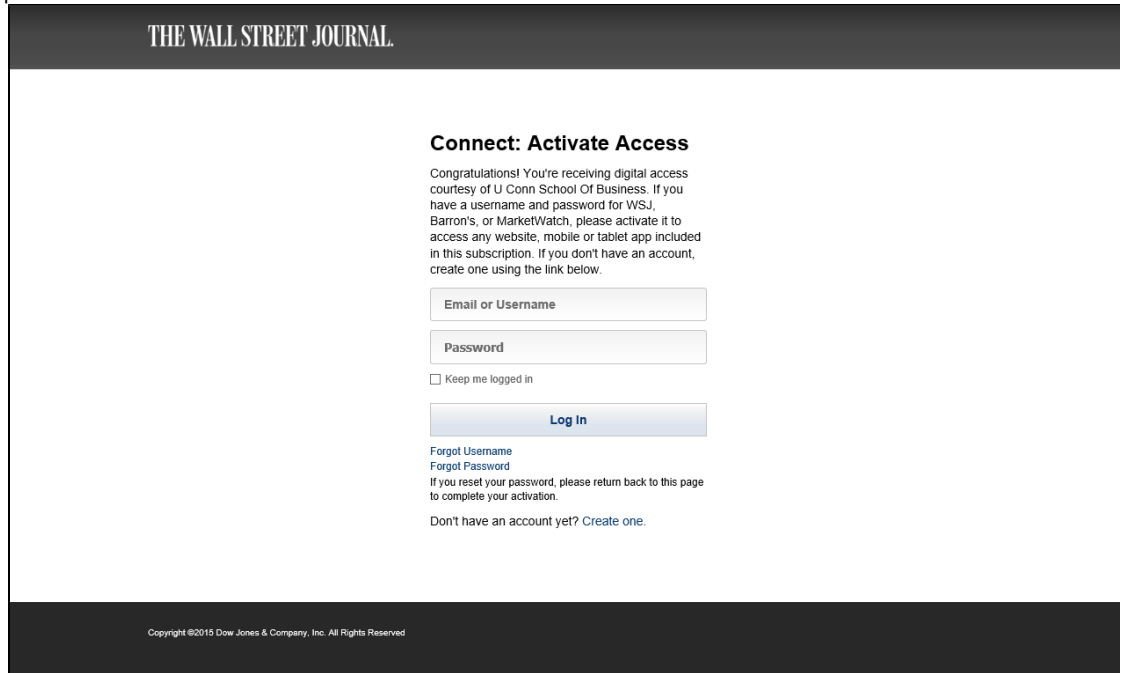 THE WALL STREET JOURNAL.
Connect: Activate Access
Congratulations! You're receiving digital access
courtesy of U Conn School Of Business. If you
have a username and password for WSJ,
Barron's, or MarketWatch, please activate it to
access any website, mobile or tablet app included
in this subscription. If you don't have an account,
create one using the link below.
Email or Username
Password
Keep me logged in
Log In
Forgot Username
Forgot Password
If you reset your password, please return back to this page
to complete your activation.
Don't have an account yet? Create one.
Copyright ©2015 Dow Jones & Company, Inc. All Rights Reserved